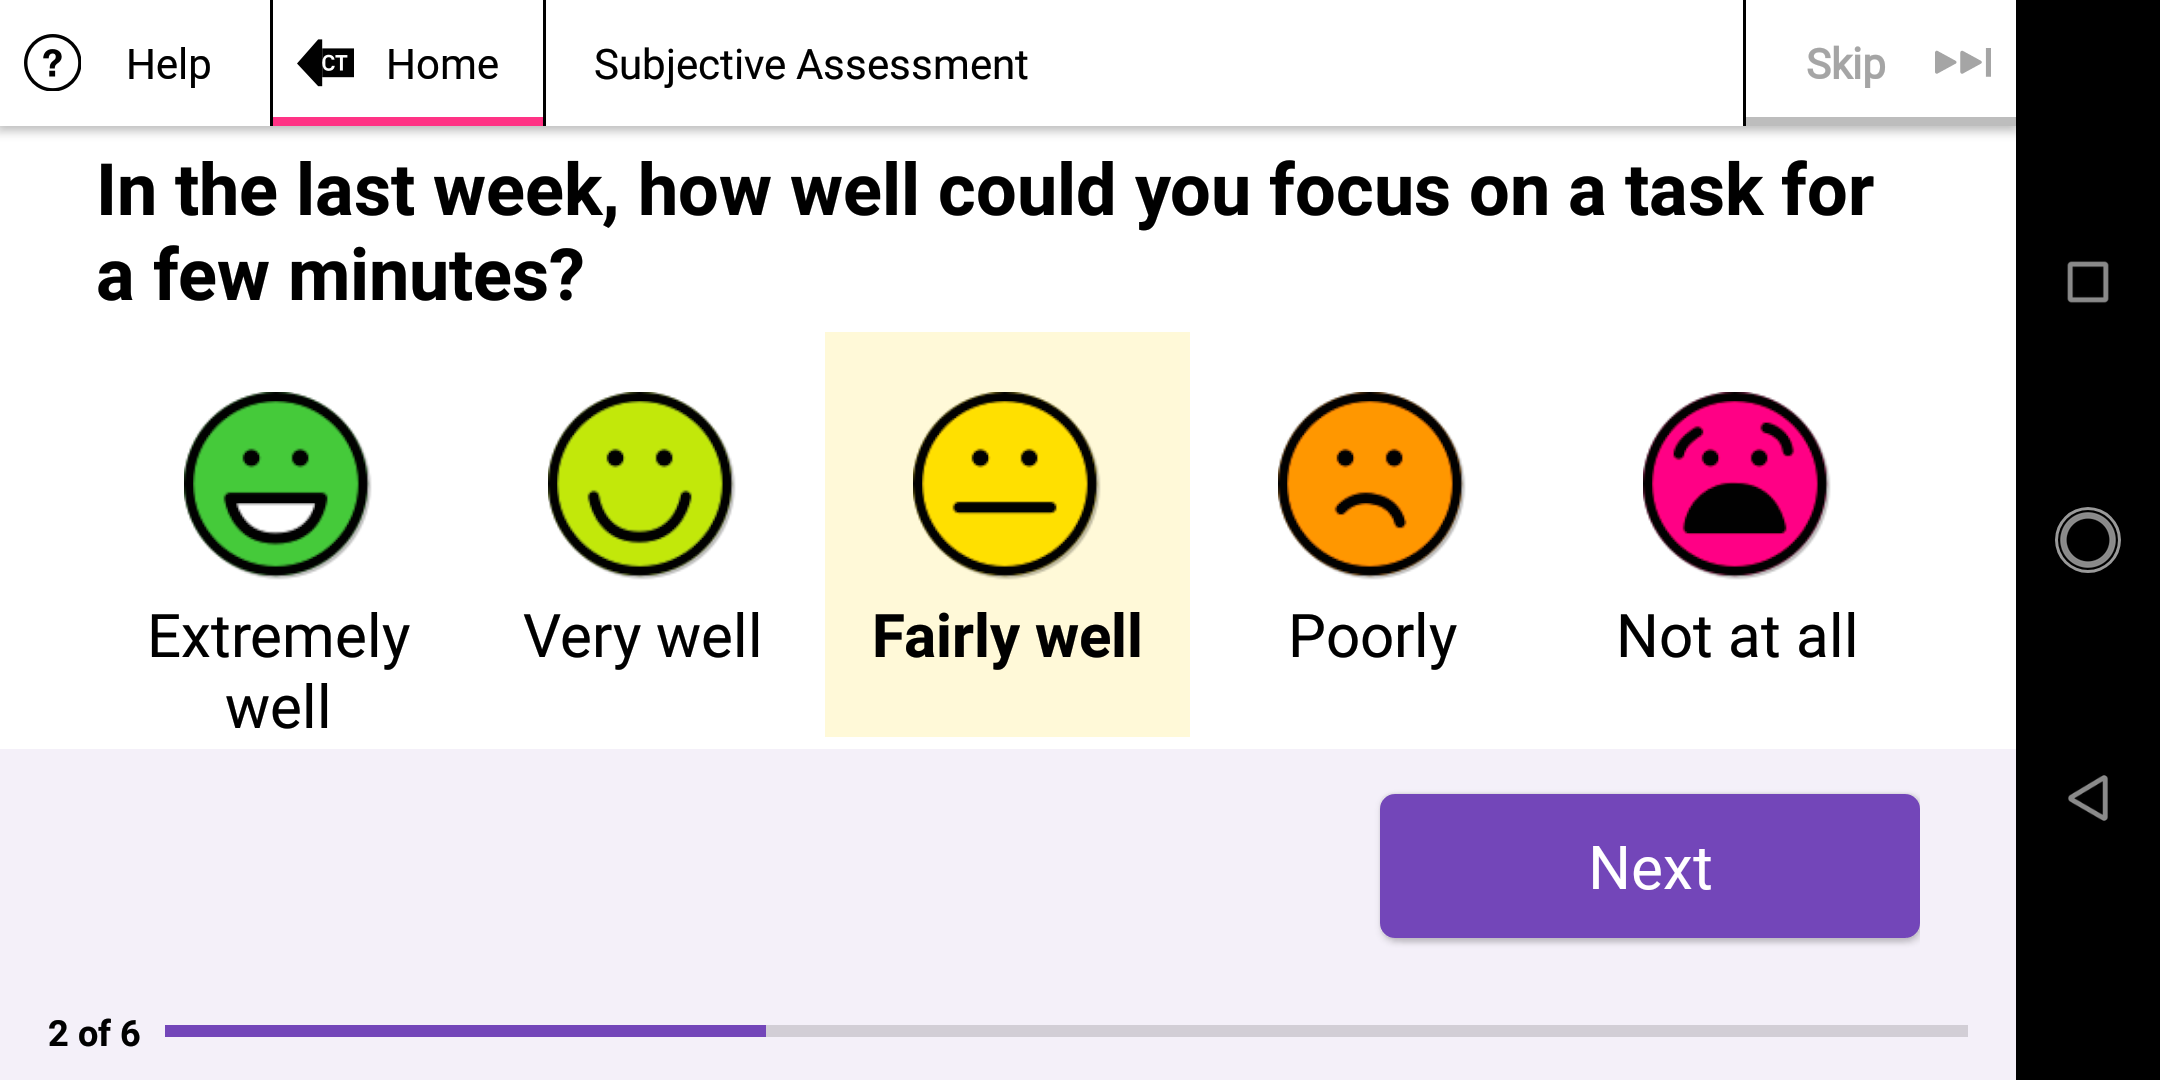 ? Help
CT Home
Subjective Assessment
Skip
In the last week, how well could you focus on a task for
a few minutes?
Extremely
well
Very well
Fairly well
Poorly
Not at all
Next
2 of 6